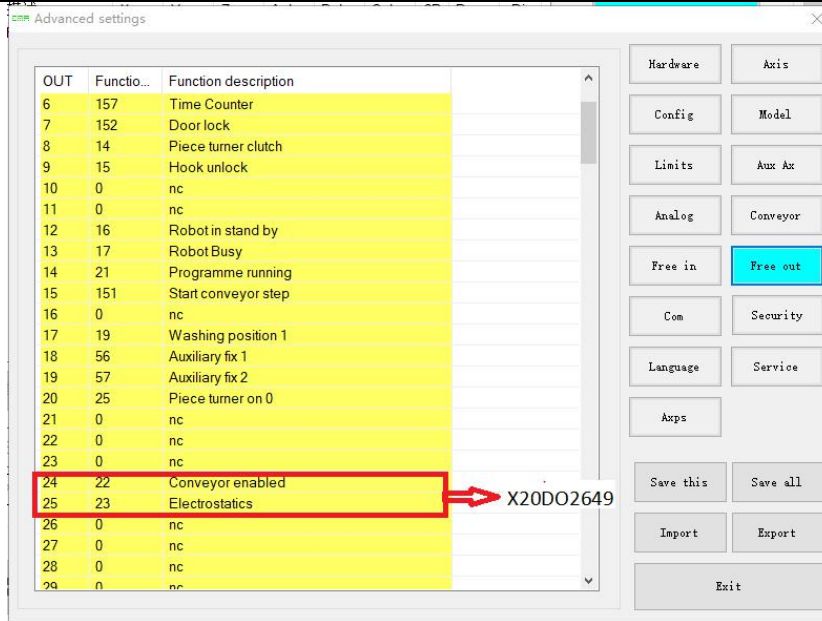 Advanced settings
OUT Functio... Function description
6 157 Time Counter
7 152 Door lock
8 14 Piece turner clutch
9 15 Hook unlock
10 0 nc
11 0 nc
12 16 Robot in stand by
13 17 Robot Busy
14 21 Programme running
15 151 Start conveyor step
16 0 nc
17 19 Washing position 1
18 56 Auxiliary fix 1
19 57 Auxiliary fix 2
20 25 Piece turner on 0
21 0 nc
22 0 nc
23 0 nc
24 22 Conveyor enabled
25 23 Electrostatics
X20DO2649
26 0 nc
27 0 nc
28 0 nc
29 0 nc
Hardware Axis
Config Model
Limits Aux Ax
Analog Conveyor
Free in Free out
Com Security
Language Service
Axps
Save this Save all
Import Export
Exit